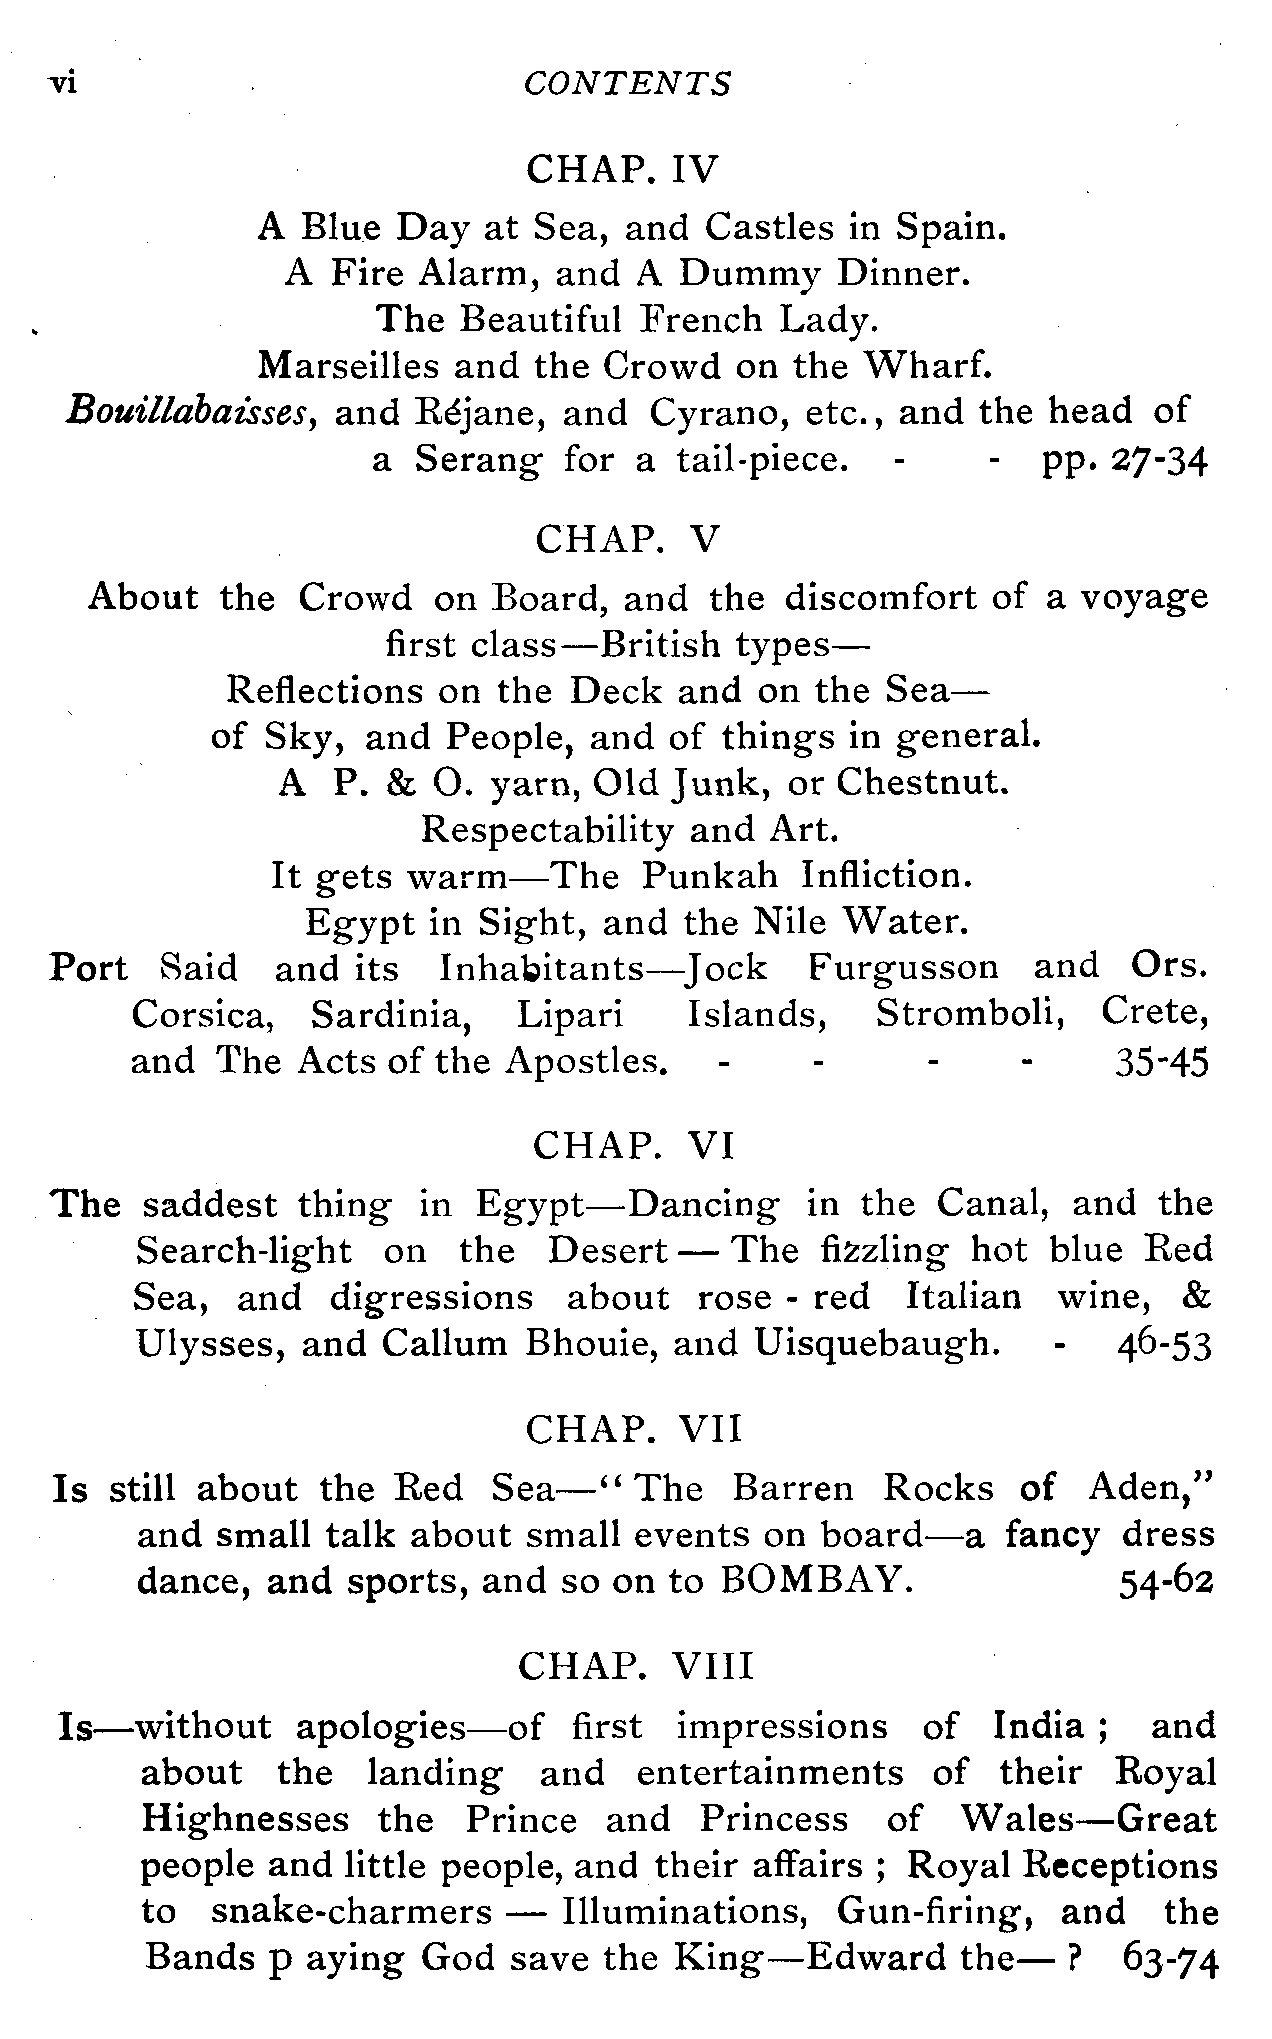 vi CONTENTS
CHAP. IV
A Blue Day at Sea, and Castles in Spain.
A Fire Alarm, and A Dummy Dinner.
The Beautiful French Lady.
Marseilles and the Crowd on the Wharf.
Bouillabaisses, and Réjane, and Cyrano, etc., and the head of
a Serang for a tail-piece. - - pp. 27-34
CHAP. V
About the Crowd on Board, and the discomfort of a voyage
first class—British types—
Reflections on the Deck and on the Sea—
of Sky, and People, and of things in general.
A P. & O. yarn, Old Junk, or Chestnut.
Respectability and Art.
It gets warm—The Punkah Infliction.
Egypt in Sight, and the Nile Water.
Port Said and its Inhabitants—Jock Furgusson and Ors.
Corsica, Sardinia, Lipari Islands, Stromboli, Crete,
and The Acts of the Apostles. - - - - 35-45
CHAP. VI
The saddest thing in Egypt—Dancing in the Canal, and the
Search-light on the Desert — The fizzling hot blue Red
Sea, and digressions about rose - red Italian wine, &
Ulysses, and Callum Bhouie, and Uisquebaugh. - 46-53
CHAP. VII
Is still about the Red Sea—“The Barren Rocks of Aden,”
and small talk about small events on board—a fancy dress
dance, and sports, and so on to BOMBAY. 54-62
CHAP. VIII
Is—without apologies—of first impressions of India ; and
about the landing and entertainments of their Royal
Highnesses the Prince and Princess of Wales—Great
people and little people, and their affairs ; Royal Receptions
to snake-charmers — Illuminations, Gun-firing, and the
Bands p aying God save the King—Edward the— ? 63-74